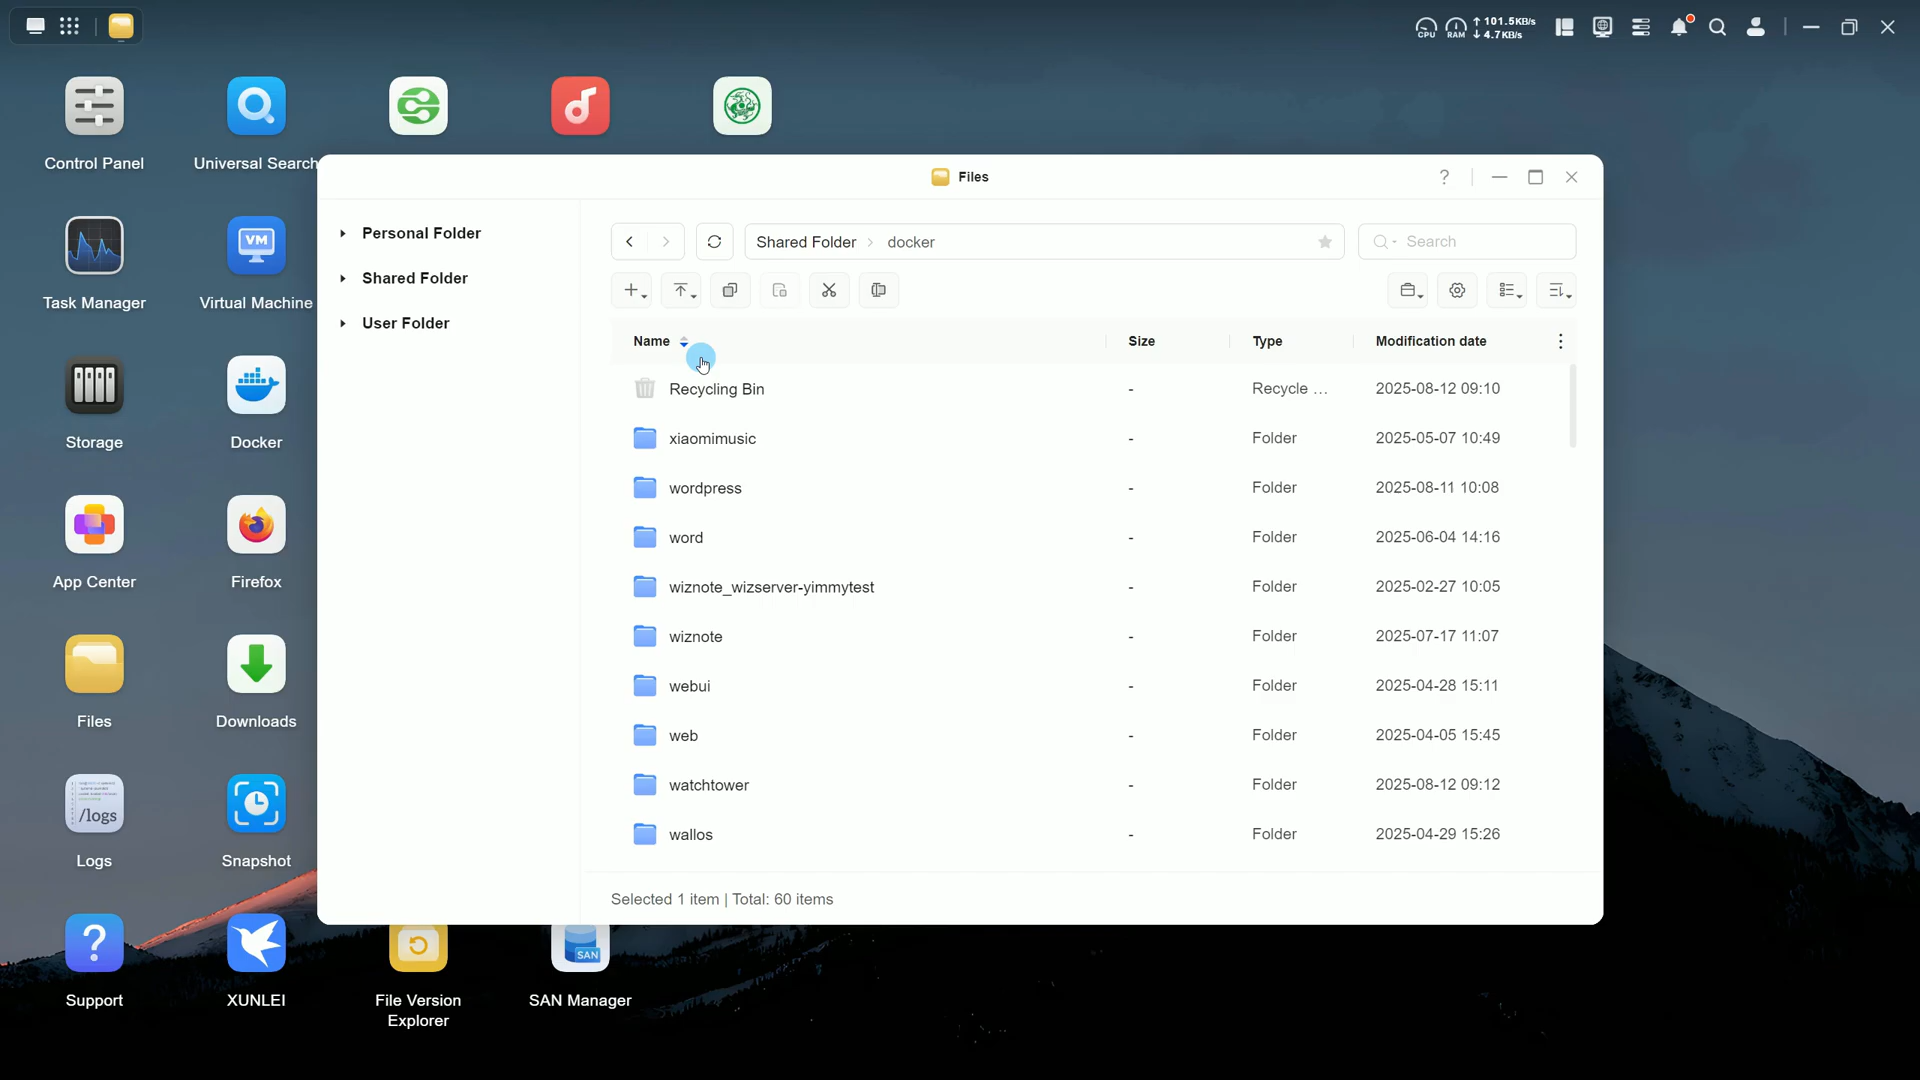 CPU RAM 101.5KB/s
4.7KB/s
Control Panel
Universal Search
Files
?
Personal Folder
Shared Folder
User Folder
Shared Folder > docker
Search
Name Size Type Modification date
Recycling Bin - Recycle ... 2025-08-12 09:10
xiaomimusic - Folder 2025-05-07 10:49
wordpress - Folder 2025-08-11 10:08
word - Folder 2025-06-04 14:16
wiznote_wizserver-yimmytest - Folder 2025-02-27 10:05
wiznote - Folder 2025-07-17 11:07
webui - Folder 2025-04-28 15:11
web - Folder 2025-04-05 15:45
watchtower - Folder 2025-08-12 09:12
wallos - Folder 2025-04-29 15:26
Selected 1 item | Total: 60 items
VM
Task Manager
Virtual Machine
Storage
Docker
App Center
Firefox
Files
Downloads
/logs
Logs
Snapshot
?
SAN
Support
XUNLEI
File Version
Explorer
SAN Manager